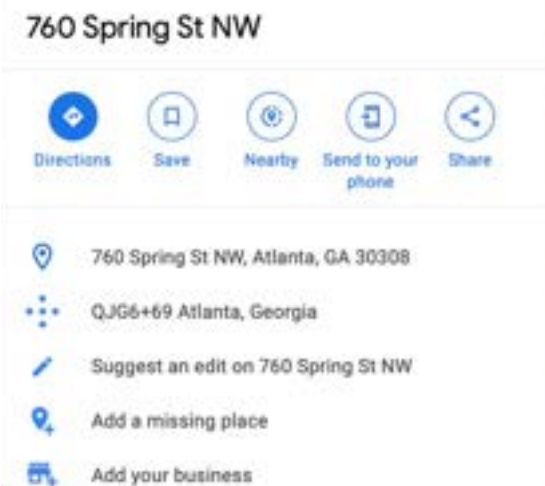 760 Spring St NW
Directions
Save
Nearby
Send to your
phone
Share
760 Spring St NW, Atlanta, GA 30308
QJG6+69 Atlanta, Georgia
Suggest an edit on 760 Spring St NW
Add a missing place
Add your business